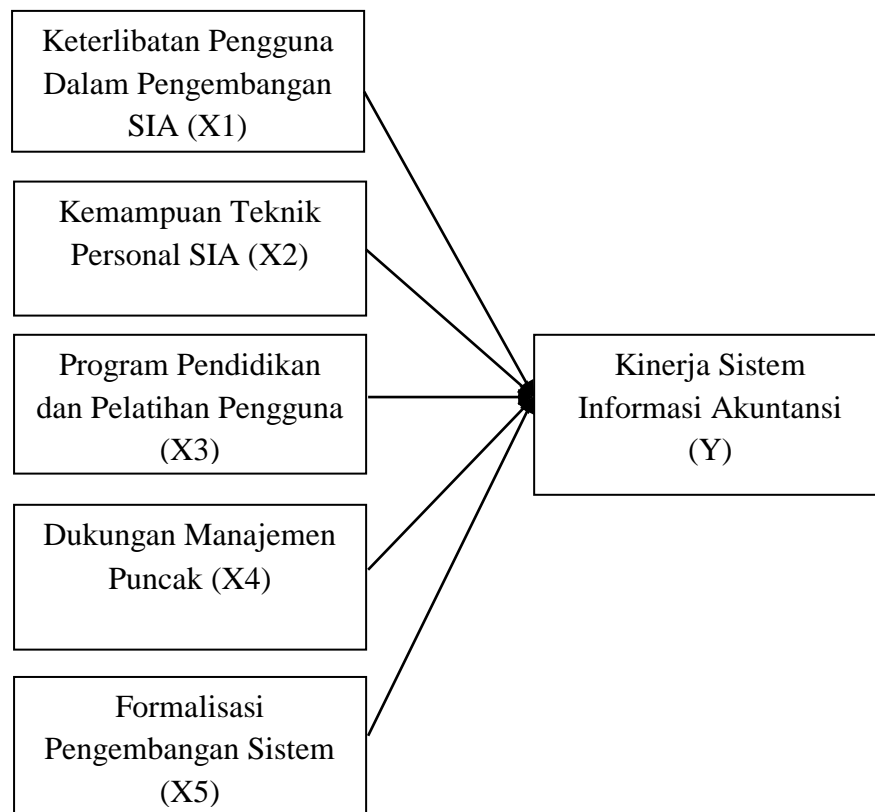 Keterlibatan Pengguna
Dalam Pengembangan
SIA (X1)
Kemampuan Teknik
Personal SIA (X2)
Program Pendidikan
dan Pelatihan Pengguna
(X3)
Dukungan Manajemen
Puncak (X4)
Formalisasi
Pengembangan Sistem
(X5)
Kinerja Sistem
Informasi Akuntansi
(Y)